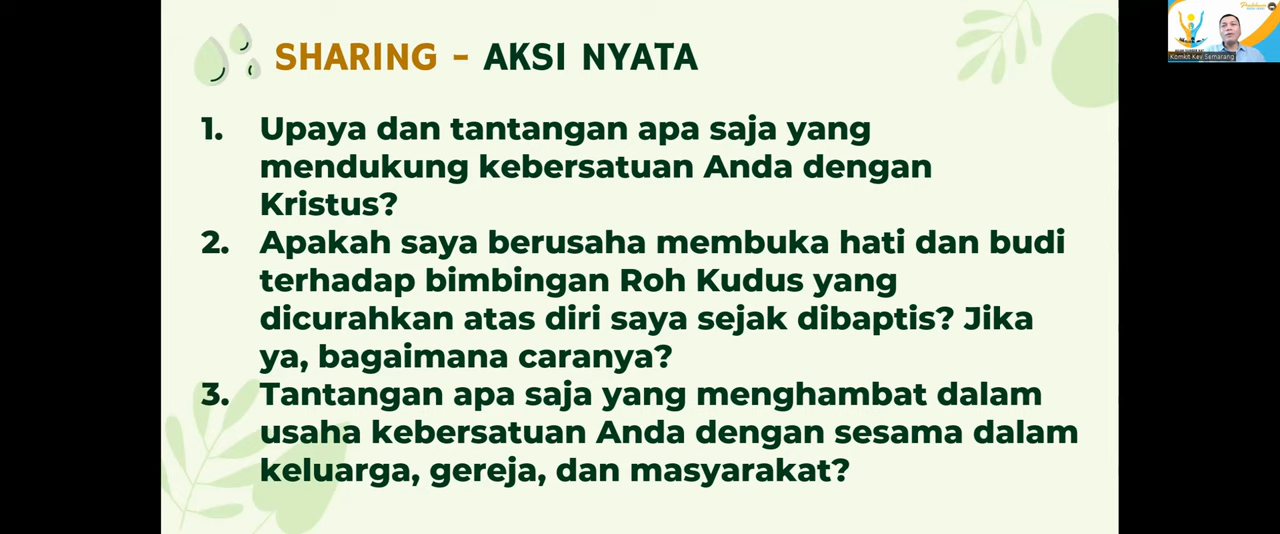 SHARING - AKSI NYATA
1. Upaya dan tantangan apa saja yang
mendukung kebersatuan Anda dengan
Kristus?
2. Apakah saya berusaha membuka hati dan budi
terhadap bimbingan Roh Kudus yang
dicurahkan atas diri saya sejak dibaptis? Jika
ya, bagaimana caranya?
3. Tantangan apa saja yang menghambat dalam
usaha kebersatuan Anda dengan sesama dalam
keluarga, gereja, dan masyarakat?
Komkit Kev Semarang